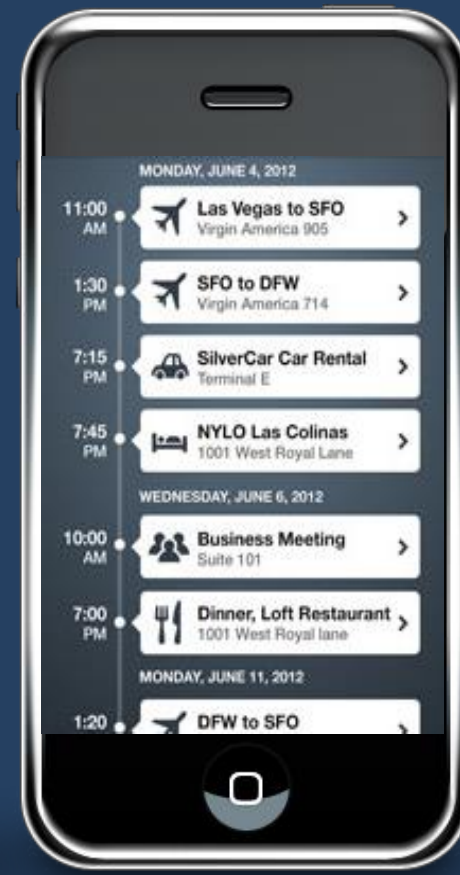 MONDAY, JUNE 4, 2012
11:00 AM
Las Vegas to SFO
Virgin America 905
1:30 PM
SFO to DFW
Virgin America 714
7:15 PM
SilverCar Car Rental
Terminal E
7:45 PM
NYLO Las Colinas
1001 West Royal Lane
WEDNESDAY, JUNE 6, 2012
10:00 AM
Business Meeting
Suite 101
7:00 PM
Dinner, Loft Restaurant
1001 West Royal lane
MONDAY, JUNE 11, 2012
1:20
DFW to SFO